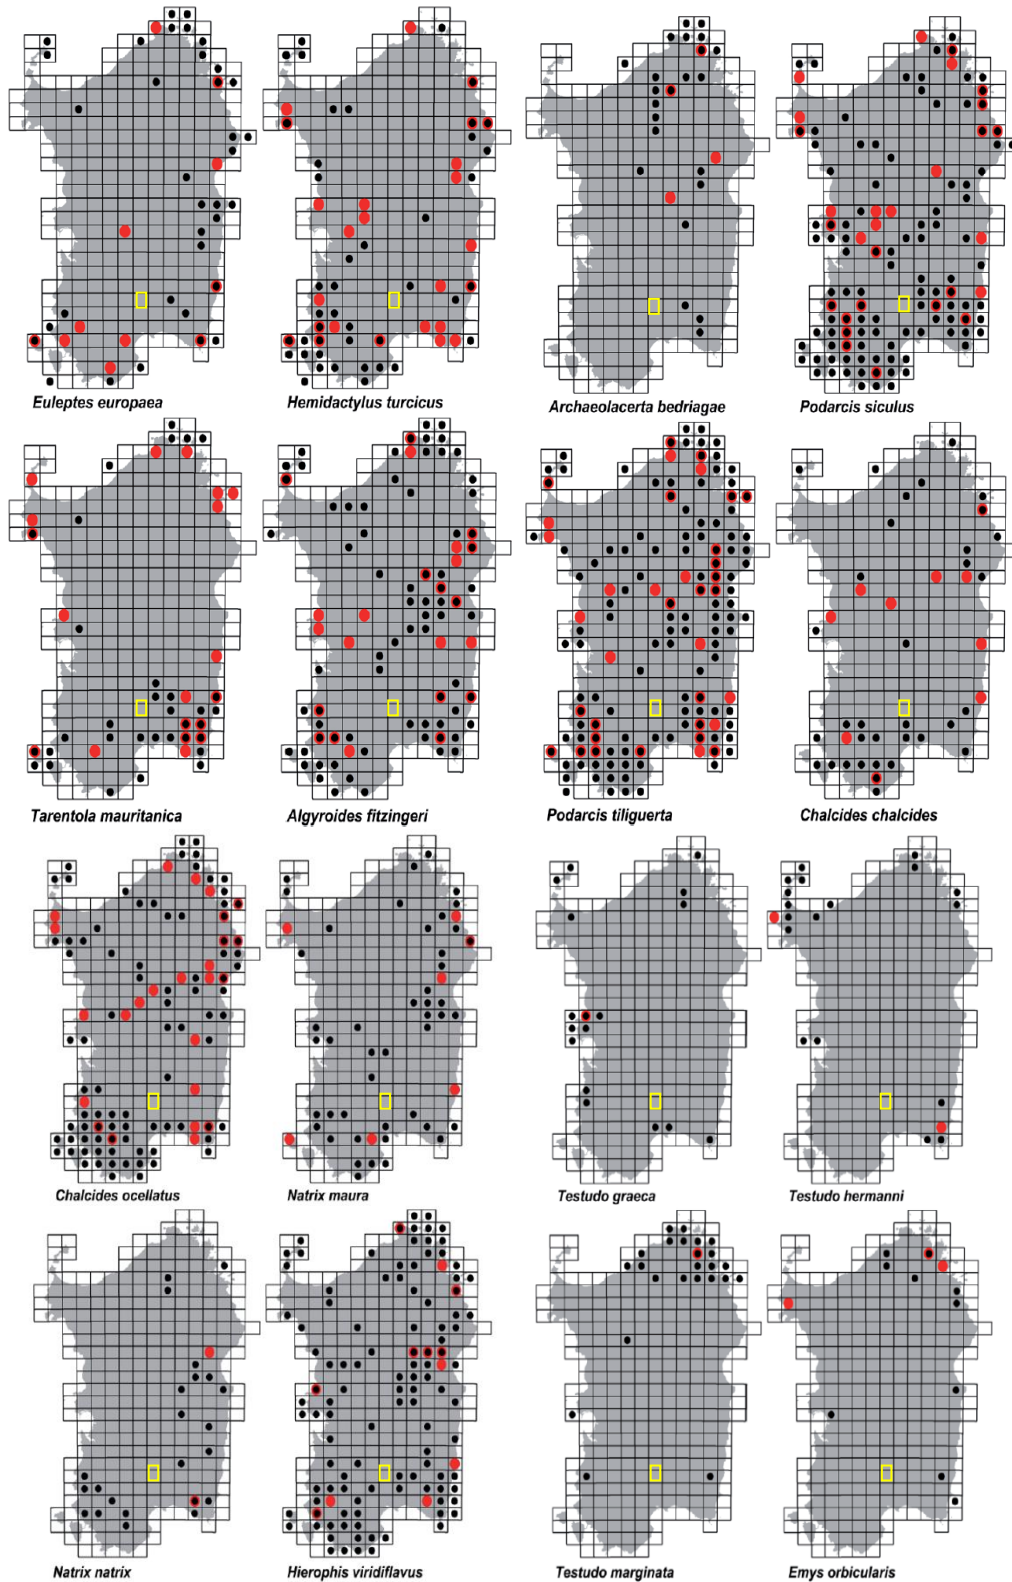 Euleptes europaea
Hemidactylus turcicus
Archaeolacerta bedriagae
Podarcis siculus
Tarentola mauritanica
Algyroides fitzingeri
Podarcis tiliguerta
Chalcides chalcides
Chalcides ocellatus
Natrix maura
Testudo graeca
Testudo hermanni
Natrix natrix
Hierophis viridiflavus
Testudo marginata
Emys orbicularis